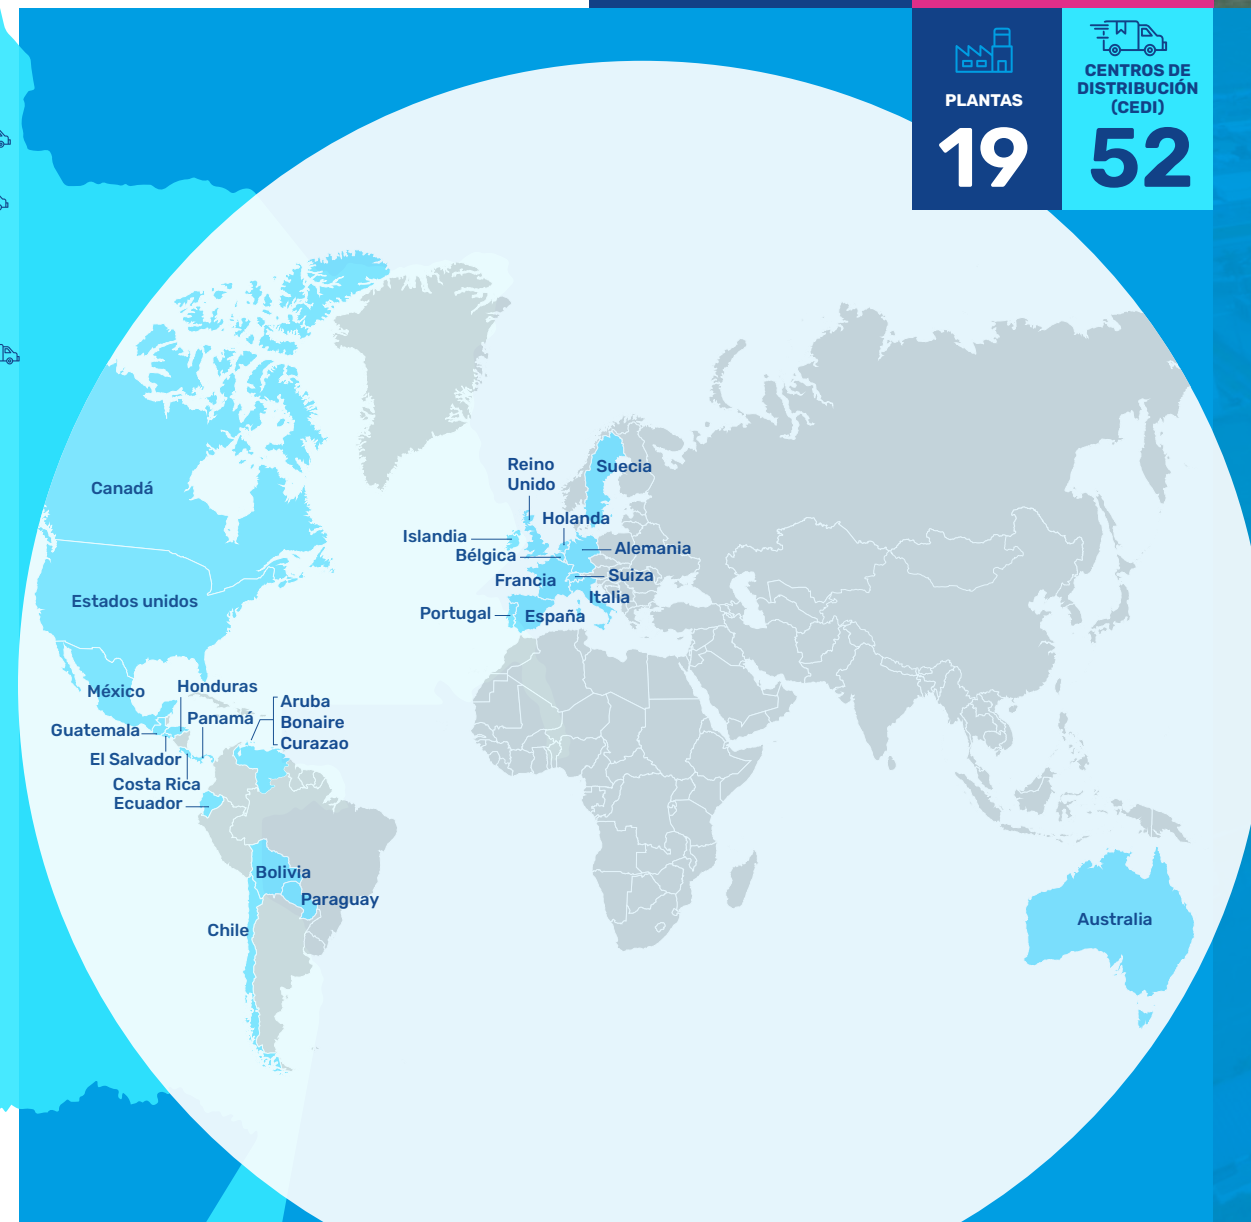 PLANTAS
19
CENTROS DE
DISTRIBUCIÓN
(CEDI)
52
Canadá
Estados unidos
México
Honduras
Guatemala
Panamá
Aruba
Bonaire
Curazao
El Salvador
Costa Rica
Ecuador
Bolivia
Paraguay
Chile
Reino
Unido
Suecia
Holanda
Islandia
Bélgica
Alemania
Francia
Suiza
Italia
Portugal
España
Australia